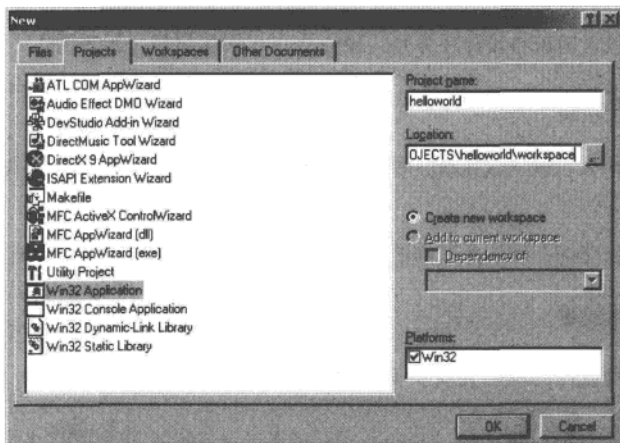 New
Files
Projects
Workspaces
Other Documents
ATL COM AppWizard
Audio Effect DMO Wizard
DevStudio Add-in Wizard
DirectMusic Tool Wizard
DirectX 9 AppWizard
ISAPI Extension Wizard
Makefile
MFC ActiveX ControlWizard
MFC AppWizard (dll)
MFC AppWizard (exe)
Utility Project
Win32 Application
Win32 Console Application
Win32 Dynamic-Link Library
Win32 Static Library
Project name:
helloworld
Location:
OJECTS\helloworld\workspace
...
Create new workspace
Add to current workspace
Dependency of:
Platforms:
Win32
OK
Cancel